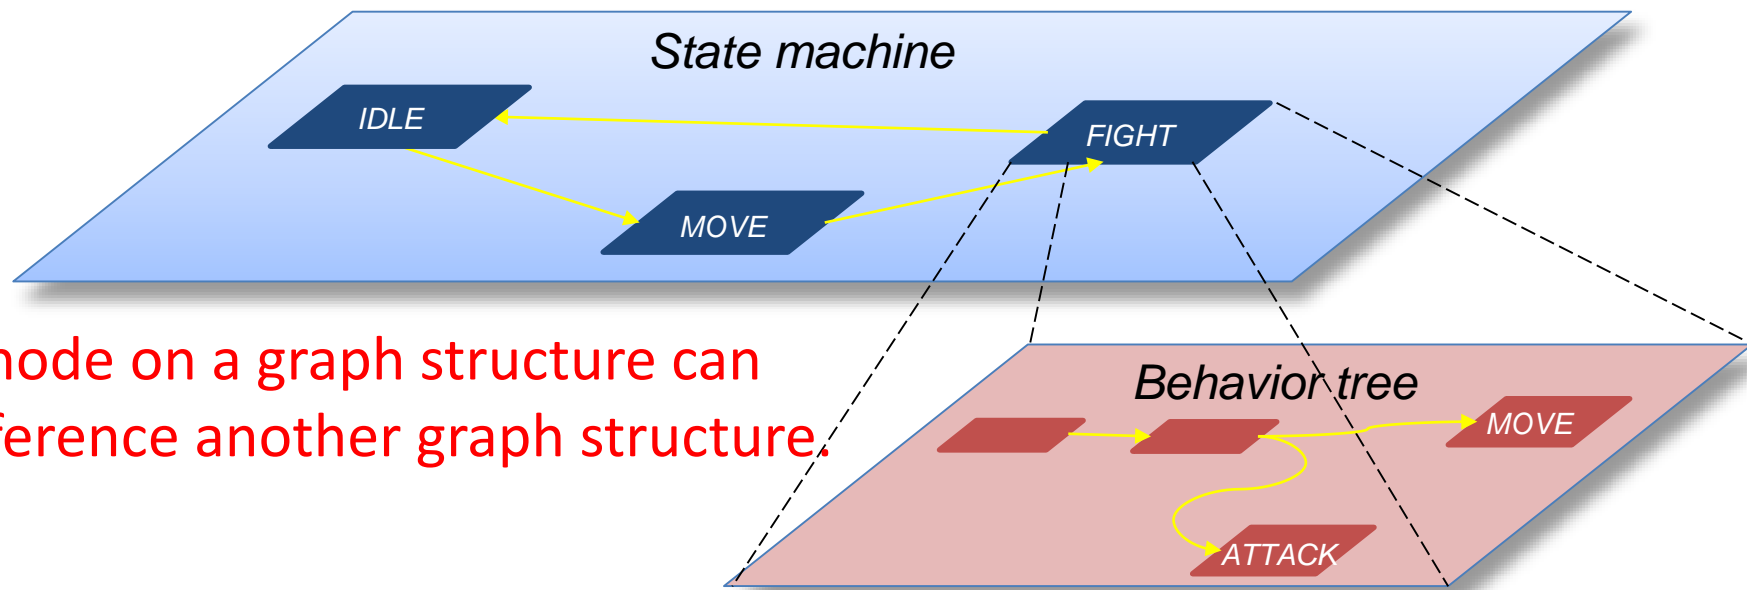 State machine
IDLE
FIGHT
MOVE
node on a graph structure can
ference another graph structure.
Behavior tree
MOVE
ATTACK